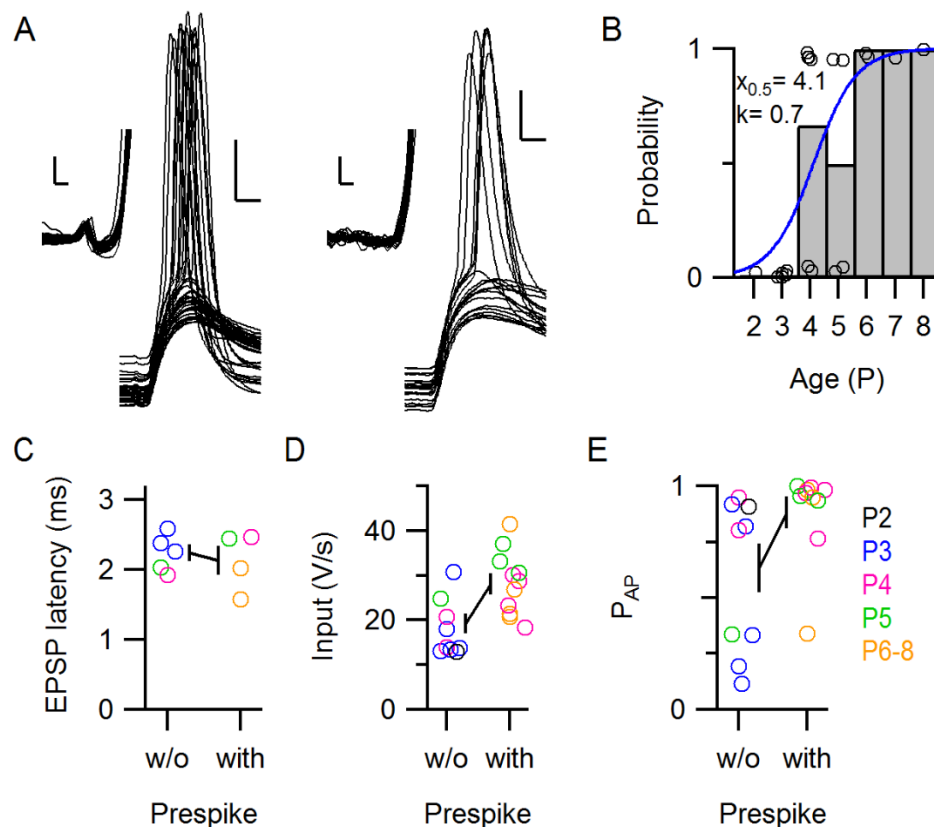 A
B
1
x0.5= 4.1
k= 0.7
Probability
0
2 3 4 5 6 7 8
Age (P)
C
EPSP latency (ms)
3
2
1
0
w/o with
Prespike
D
Input (V/s)
40
20
0
w/o with
Prespike
E
PAP
1
0
w/o with
Prespike
P2
P3
P4
P5
P6-8